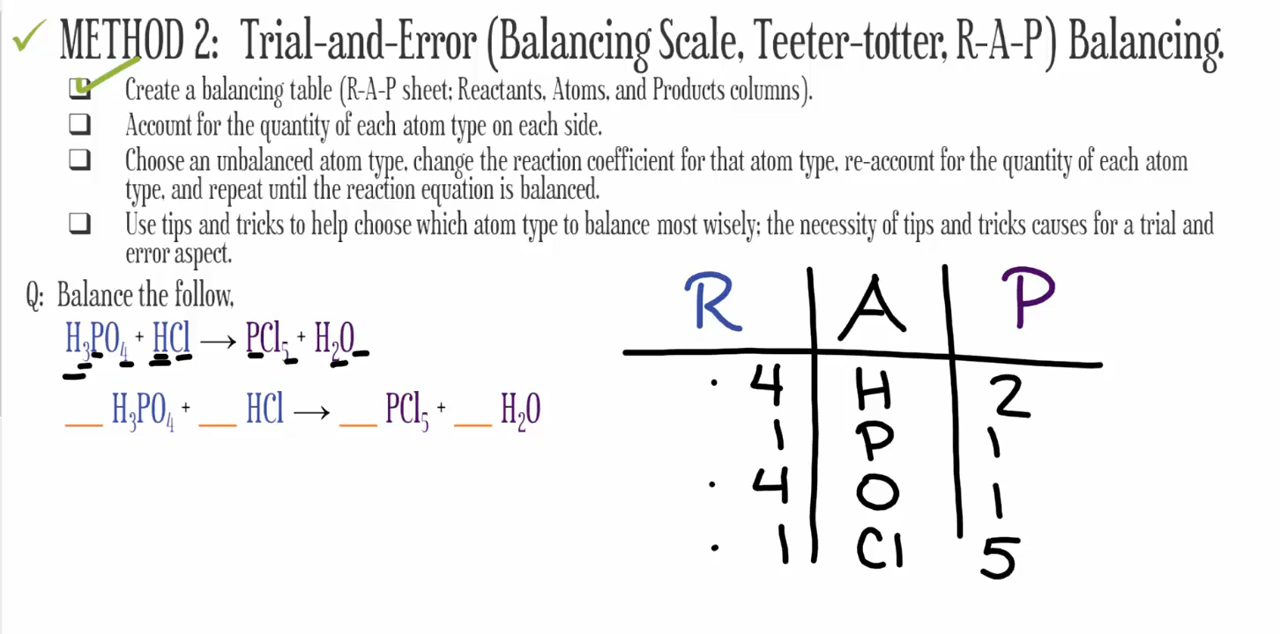 METHOD 2: Trial-and-Error (Balancing Scale, Teeter-totter, R-A-P) Balancing.
Create a balancing table (R-A-P sheet; Reactants, Atoms, and Products columns).
Account for the quantity of each atom type on each side.
Choose an unbalanced atom type, change the reaction coefficient for that atom type, re-account for the quantity of each atom
type, and repeat until the reaction equation is balanced.
Use tips and tricks to help choose which atom type to balance most wisely; the necessity of tips and tricks causes for a trial and
error aspect.
Q: Balance the follow.
H₃PO₄ + HCl → PCl₅ + H₂O
__ H₃PO₄ + __ HCl → __ PCl₅ + __ H₂O
R A P
· 4 H 2
1 P 1
· 4 O 1
· 1 Cl 5